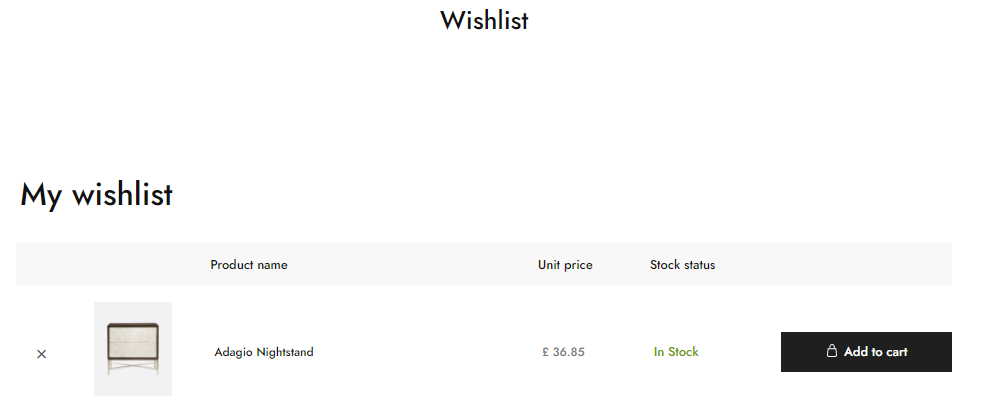 Wishlist
My wishlist
Product name Unit price Stock status
× Adagio Nightstand £ 36.85 In Stock Add to cart